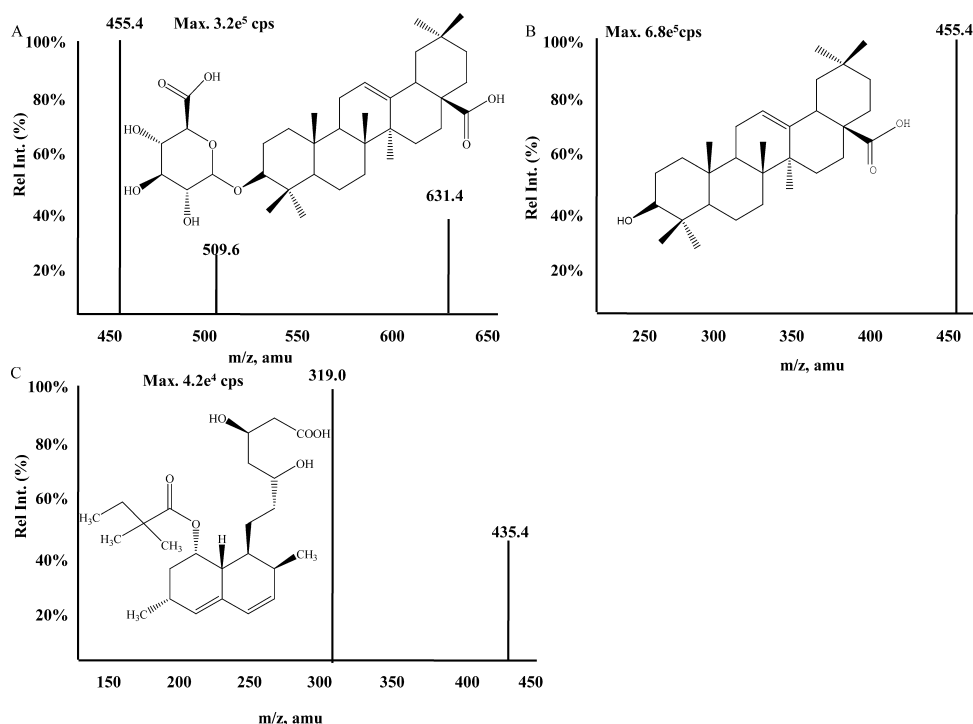 A
455.4
Max. 3.2e⁵ cps
100%
80%
60%
40%
20%
Rel Int. (%)
O
OH
HO
HO
OH
O
O
OH
O
631.4
509.6
450
500
550
600
650
m/z, amu
B
Max. 6.8e⁵cps
455.4
100%
80%
60%
40%
20%
Rel Int. (%)
HO
OH
O
250
300
350
400
450
m/z, amu
C
Max. 4.2e⁴ cps
319.0
100%
80%
60%
40%
20%
Rel Int. (%)
HO
COOH
OH
O
H₃C
O
H₃C
CH₃
H
CH₃
H₃C
435.4
150
200
250
300
350
400
450
m/z, amu